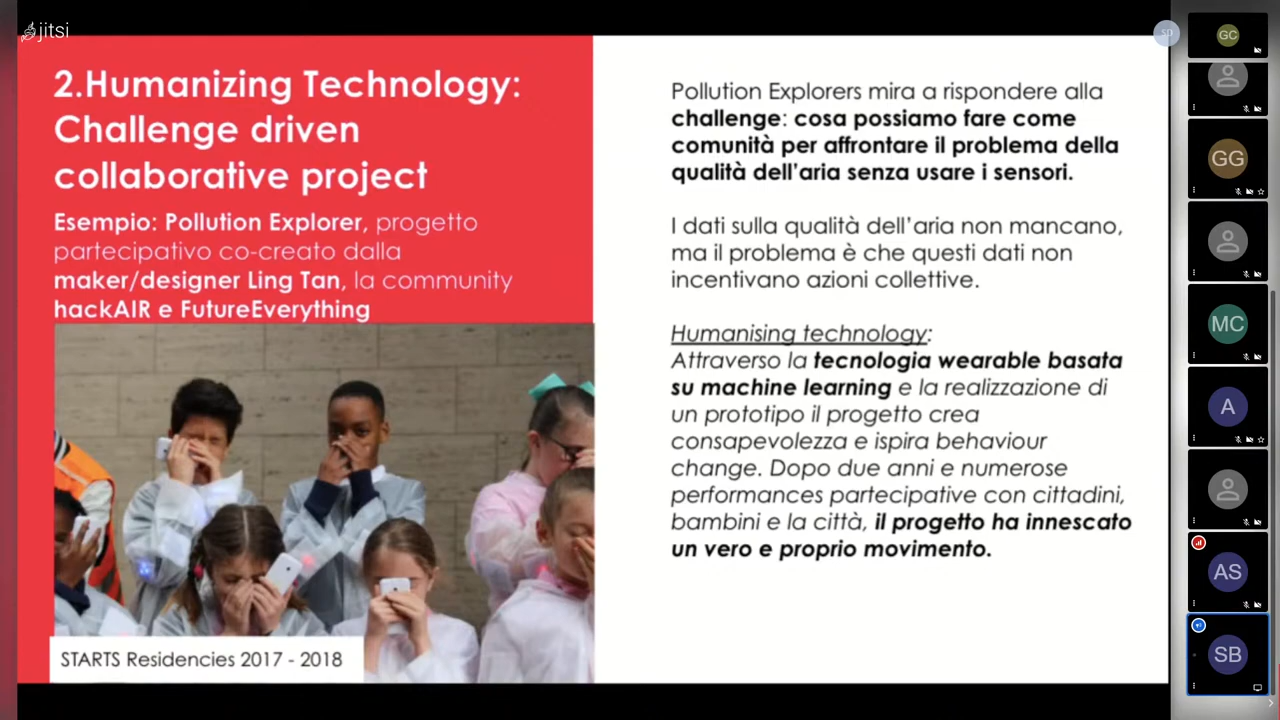 jitsi
2.Humanizing Technology:
Challenge driven
collaborative project
Esempio: Pollution Explorer, progetto
partecipativo co-creato dalla
maker/designer Ling Tan, la community
hackAIR e FutureEverything
STARTS Residencies 2017 - 2018
Pollution Explorers mira a rispondere alla
challenge: cosa possiamo fare come
comunità per affrontare il problema della
qualità dell'aria senza usare i sensori.
I dati sulla qualità dell'aria non mancano,
ma il problema è che questi dati non
incentivano azioni collettive.
Humanising technology:
Attraverso la tecnologia wearable basata
su machine learning e la realizzazione di
un prototipo il progetto crea
consapevolezza e ispira behaviour
change. Dopo due anni e numerose
performances partecipative con cittadini,
bambini e la città, il progetto ha innescato
un vero e proprio movimento.
SD
GC
GG
MC
A
AS
SB